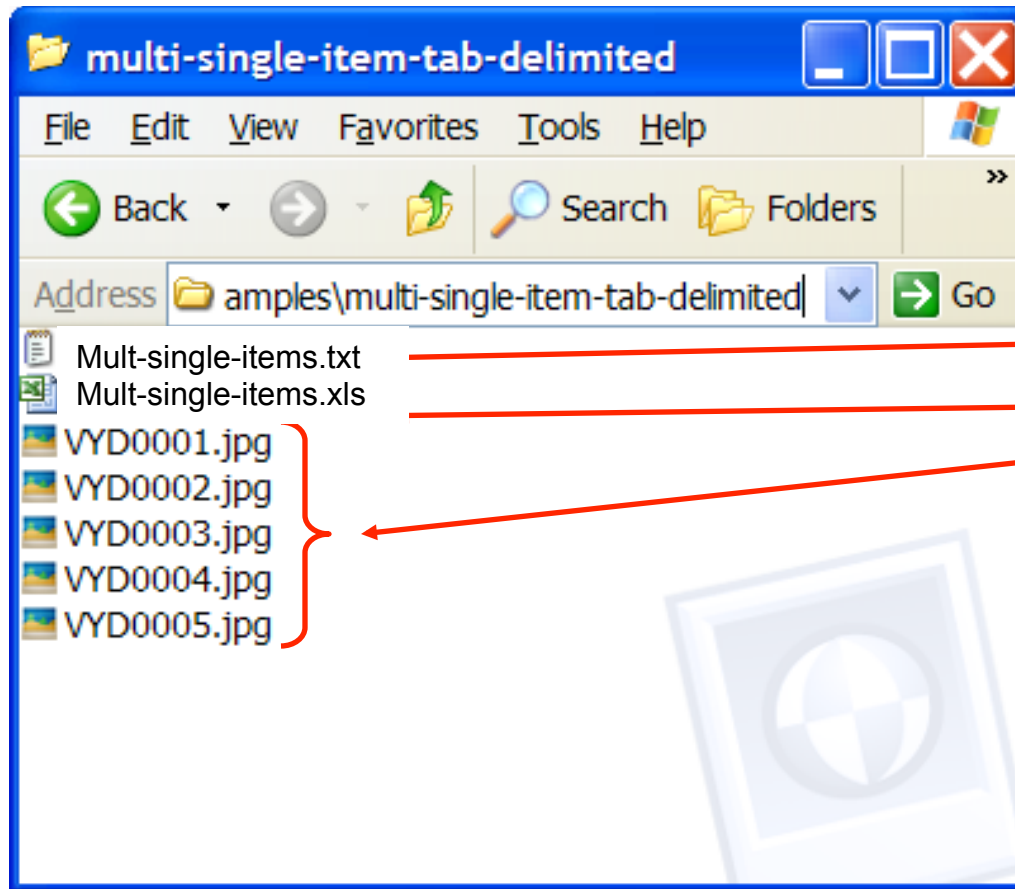 multi-single-item-tab-delimited
File Edit View Favorites Tools Help
Back Search Folders »
Address amples\multi-single-item-tab-delimited Go
Mult-single-items.txt
Mult-single-items.xls
VYD0001.jpg
VYD0002.jpg
VYD0003.jpg
VYD0004.jpg
VYD0005.jpg